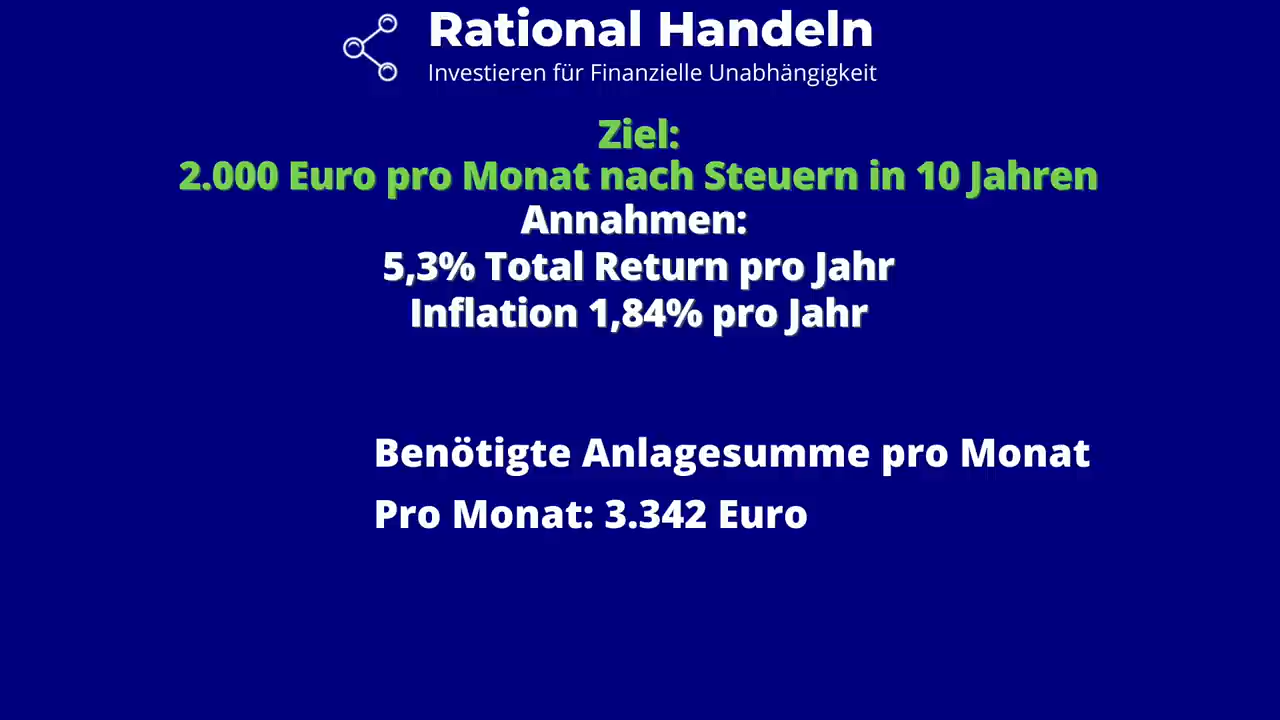 Rational Handeln
Investieren für Finanzielle Unabhängigkeit
Ziel:
2.000 Euro pro Monat nach Steuern in 10 Jahren
Annahmen:
5,3% Total Return pro Jahr
Inflation 1,84% pro Jahr
Benötigte Anlagesumme pro Monat
Pro Monat: 3.342 Euro